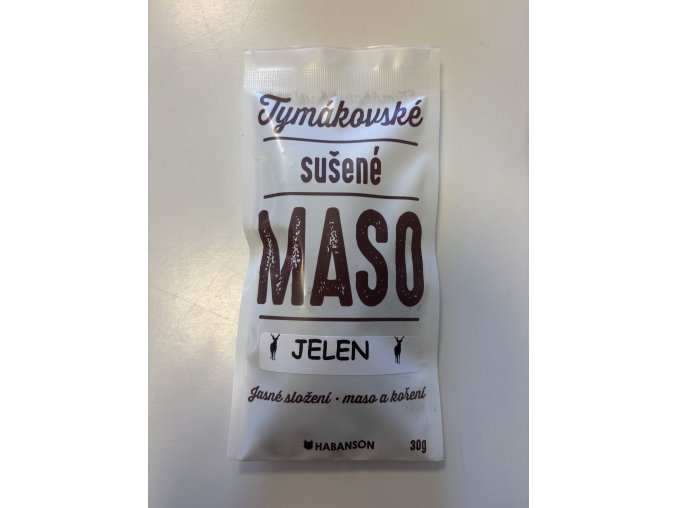 Tymákovské
sušené
MASO
JELEN
Jasné složení • maso a koření
HABANSON
30g